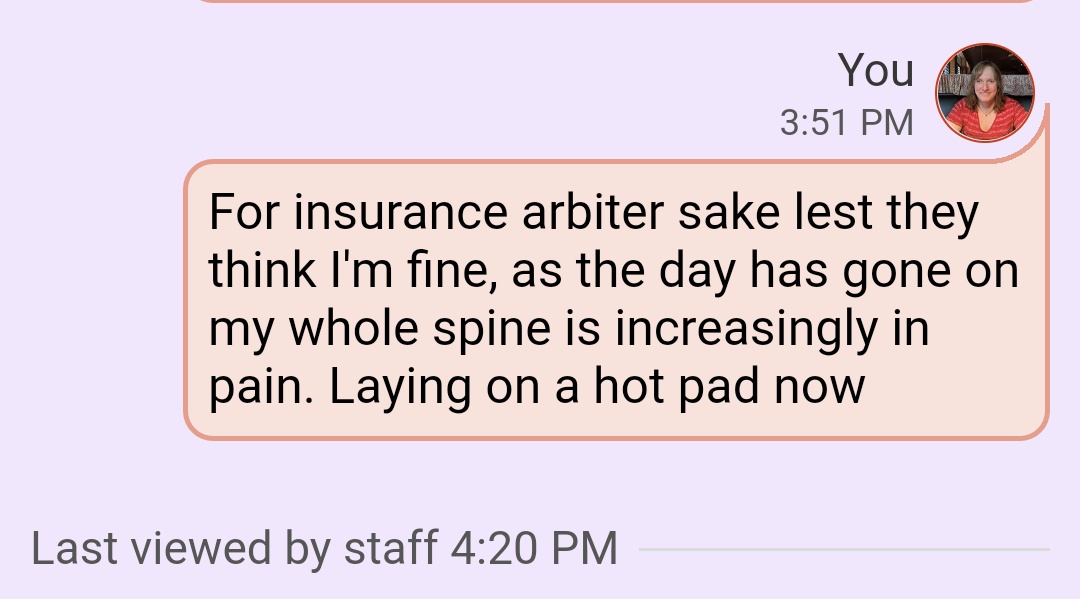 You
3:51 PM
For insurance arbiter sake lest they
think I'm fine, as the day has gone on
my whole spine is increasingly in
pain. Laying on a hot pad now
Last viewed by staff 4:20 PM